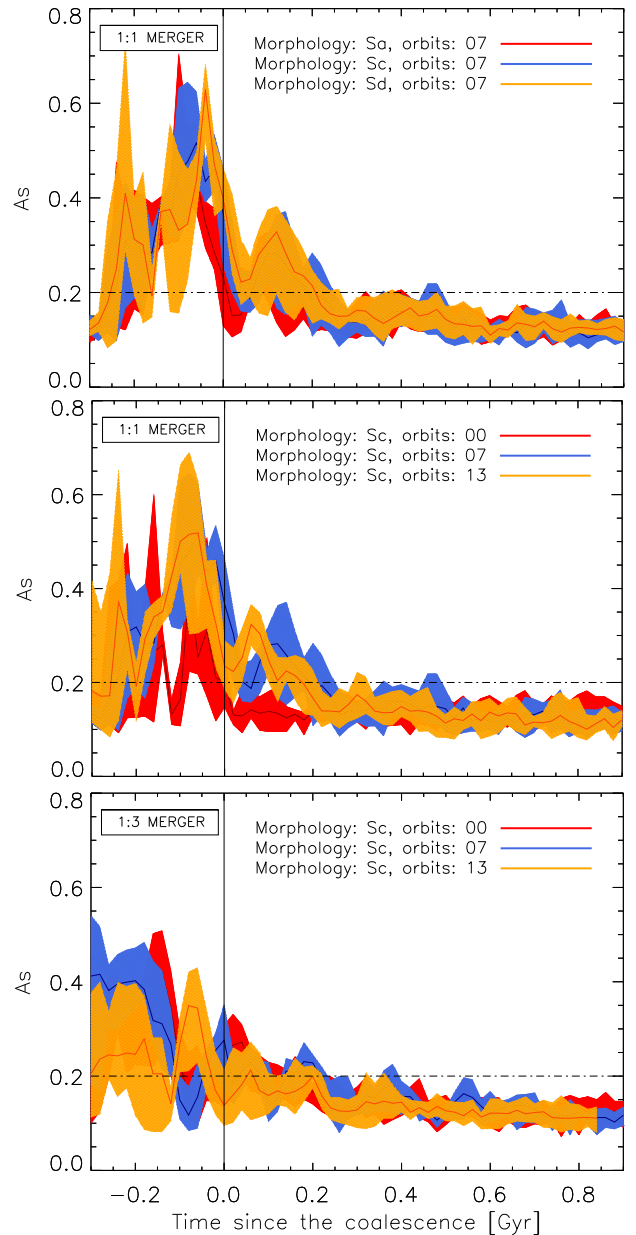 0.8
1:1 MERGER
Morphology: Sa, orbits: 07
Morphology: Sc, orbits: 07
Morphology: Sd, orbits: 07
0.6
As
0.4
0.2
0.0
0.8
1:1 MERGER
Morphology: Sc, orbits: 00
Morphology: Sc, orbits: 07
Morphology: Sc, orbits: 13
0.6
As
0.4
0.2
0.0
0.8
1:3 MERGER
Morphology: Sc, orbits: 00
Morphology: Sc, orbits: 07
Morphology: Sc, orbits: 13
0.6
As
0.4
0.2
0.0
−0.2 0.0 0.2 0.4 0.6 0.8
Time since the coalescence [Gyr]